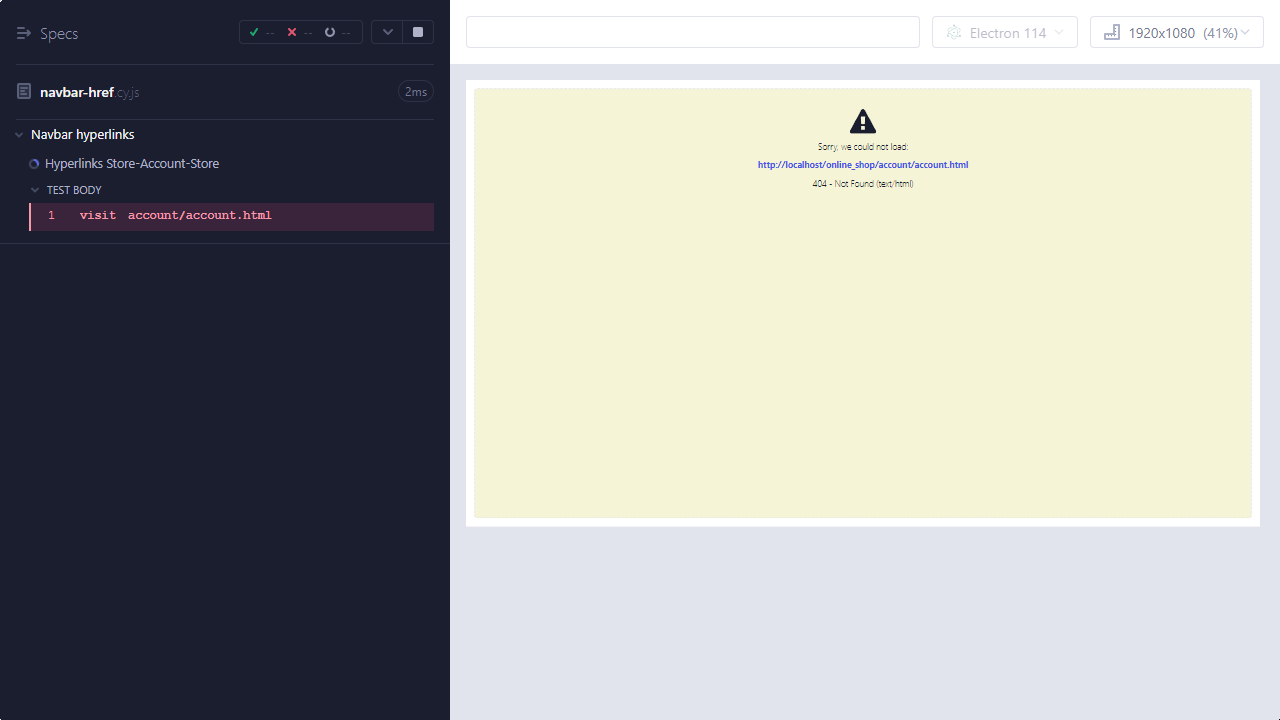 Specs
-- -- --
navbar-href.cy.js 2ms
Navbar hyperlinks
Hyperlinks Store-Account-Store
TEST BODY
1 visit account/account.html
Electron 114
1920x1080 (41%)
Sorry, we could not load:
http://localhost/online_shop/account/account.html
404 - Not Found (text/html)